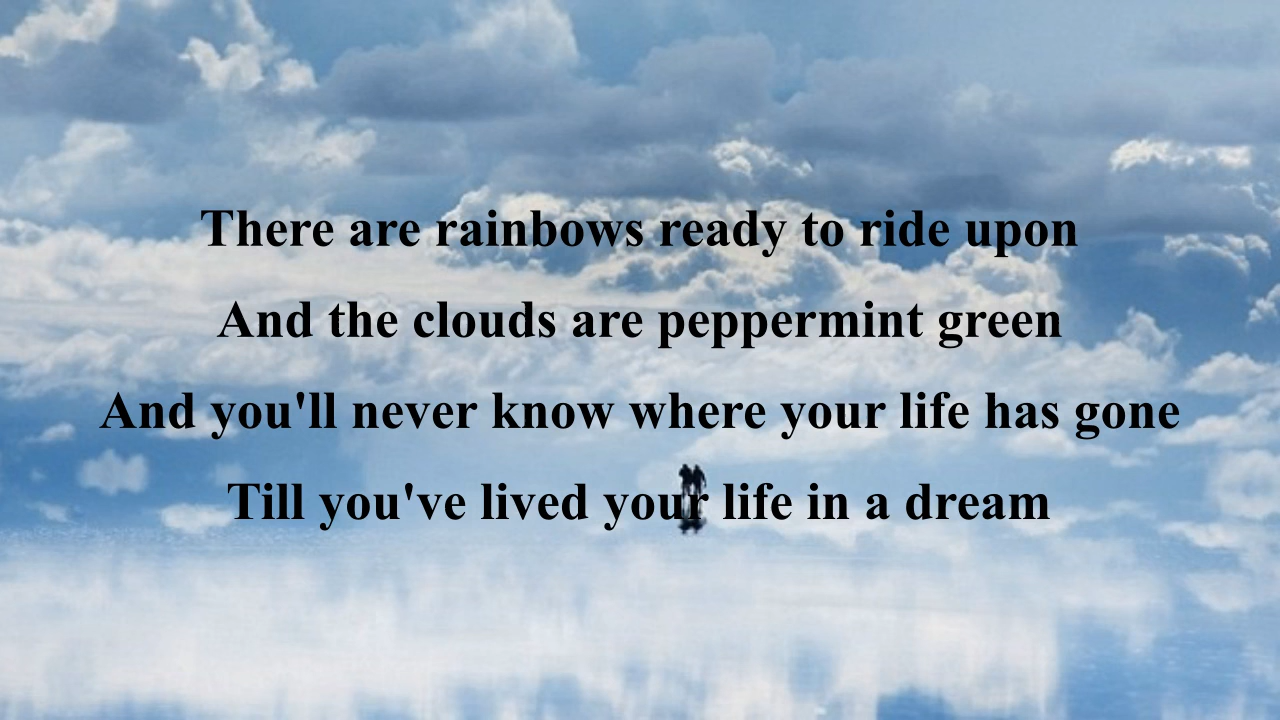 There are rainbows ready to ride upon
And the clouds are peppermint green
And you'll never know where your life has gone
Till you've lived your life in a dream